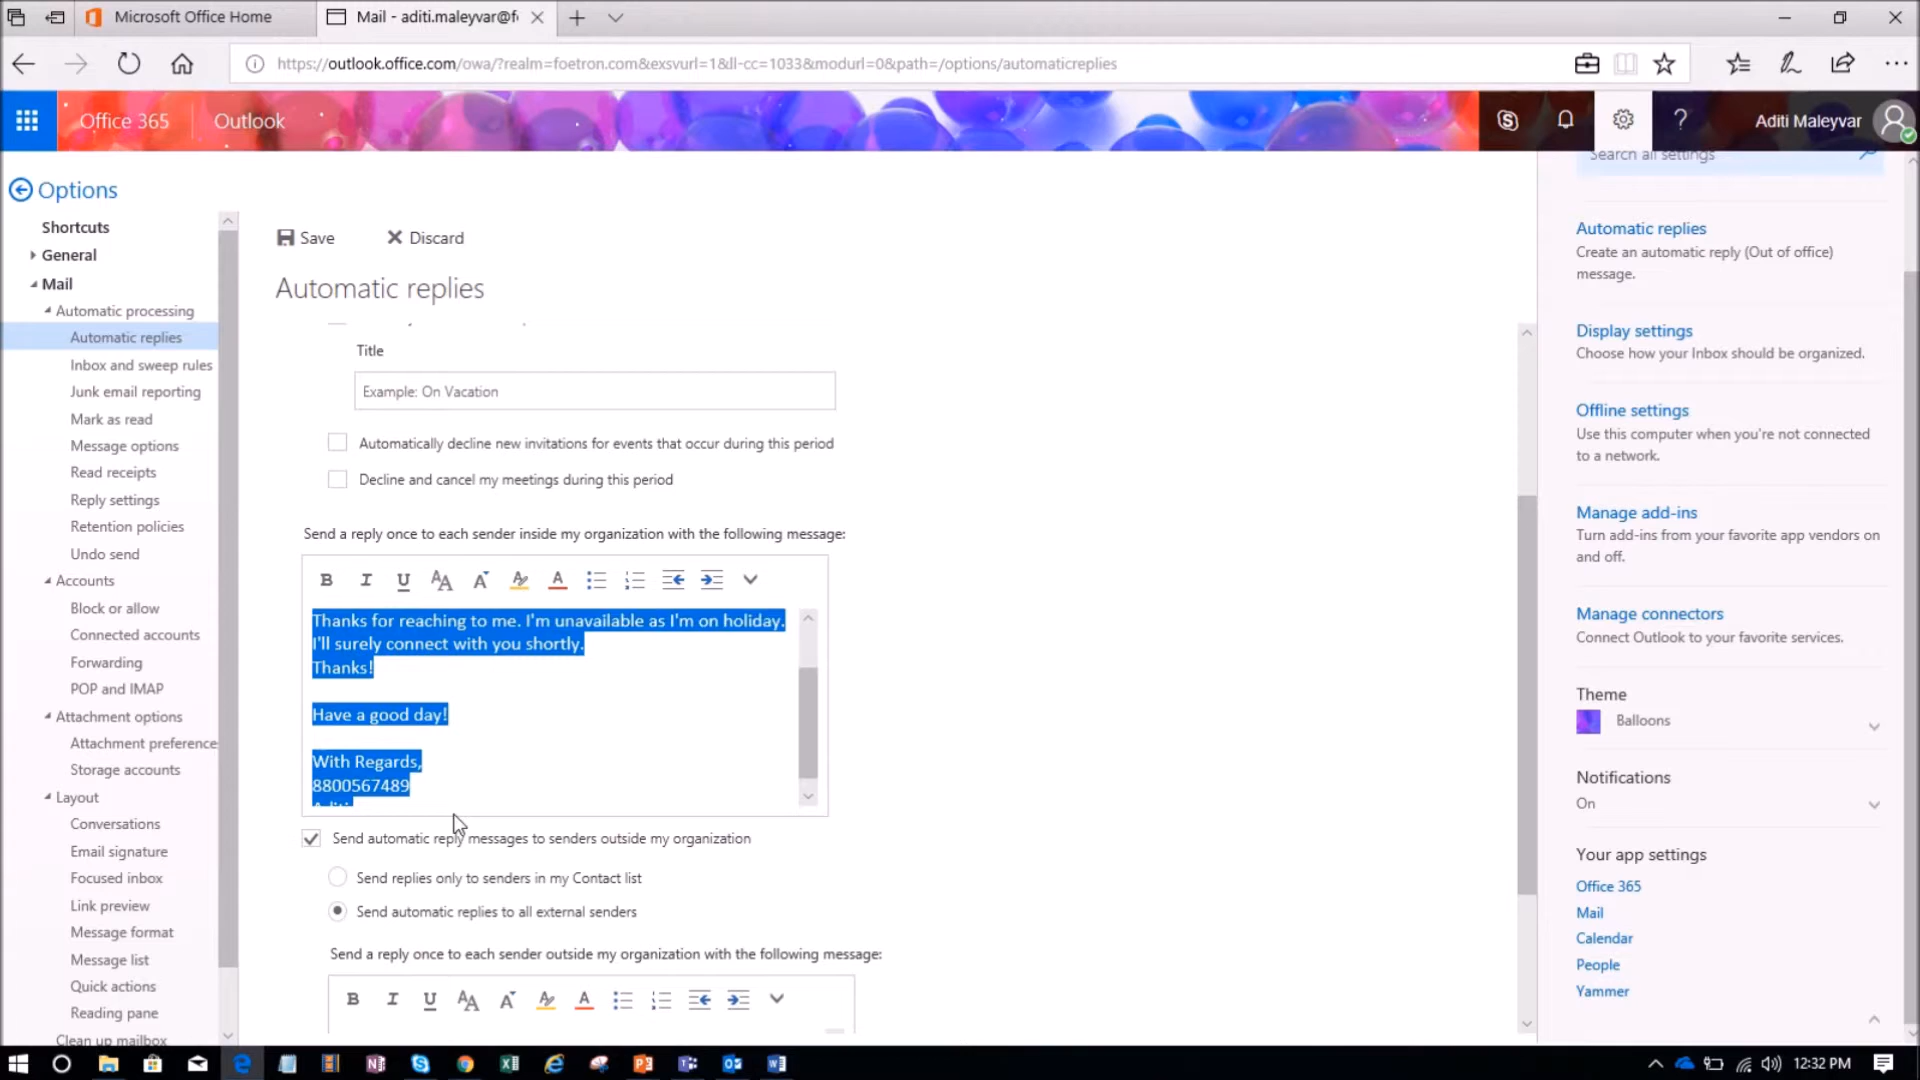 Microsoft Office Home
Mail - aditi.maleyvar@f
https://outlook.office.com/owa/?realm=foetron.com&exsvurl=1&ll-cc=1033&modurl=0&path=/options/automaticreplies
Office 365
Outlook
Aditi Maleyvar
Search all settings
Options
Shortcuts
General
Mail
Automatic processing
Automatic replies
Inbox and sweep rules
Junk email reporting
Mark as read
Message options
Read receipts
Reply settings
Retention policies
Undo send
Accounts
Block or allow
Connected accounts
Forwarding
POP and IMAP
Attachment options
Attachment preference
Storage accounts
Layout
Conversations
Email signature
Focused inbox
Link preview
Message format
Message list
Quick actions
Reading pane
Clean up mailbox
Save
Discard
Automatic replies
Title
Example: On Vacation
Automatically decline new invitations for events that occur during this period
Decline and cancel my meetings during this period
Send a reply once to each sender inside my organization with the following message:
B I U
Thanks for reaching to me. I'm unavailable as I'm on holiday.
I'll surely connect with you shortly.
Thanks!
Have a good day!
With Regards,
8800567489
Aditi
Send automatic reply messages to senders outside my organization
Send replies only to senders in my Contact list
Send automatic replies to all external senders
Send a reply once to each sender outside my organization with the following message:
B I U
Automatic replies
Create an automatic reply (Out of office)
message.
Display settings
Choose how your Inbox should be organized.
Offline settings
Use this computer when you're not connected
to a network.
Manage add-ins
Turn add-ins from your favorite app vendors on
and off.
Manage connectors
Connect Outlook to your favorite services.
Theme
Balloons
Notifications
On
Your app settings
Office 365
Mail
Calendar
People
Yammer
12:32 PM